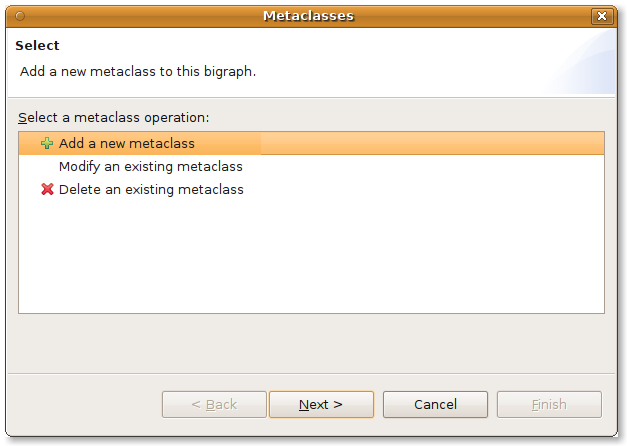 Metaclasses
Select
Add a new metaclass to this bigraph.
Select a metaclass operation:
Add a new metaclass
Modify an existing metaclass
Delete an existing metaclass
< Back Next > Cancel Finish